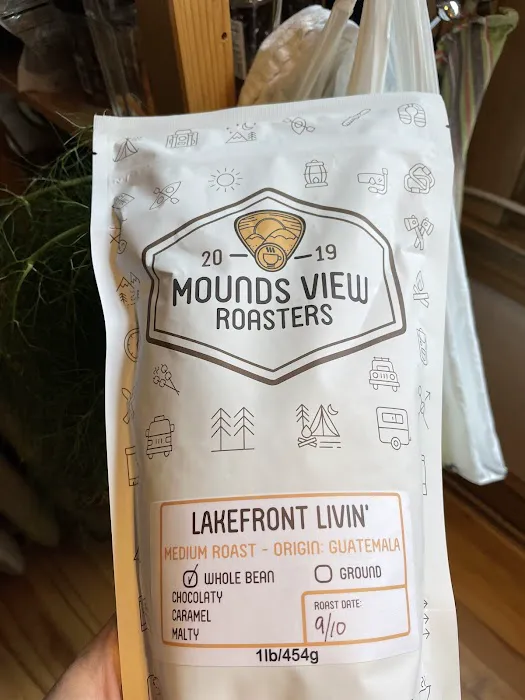 20 — 19
MOUNDS VIEW
ROASTERS
LAKEFRONT LIVIN'
MEDIUM ROAST - ORIGIN: GUATEMALA
☑ WHOLE BEAN ☐ GROUND
CHOCOLATY
CARAMEL
MALTY
ROAST DATE:
9/10
1lb/454g